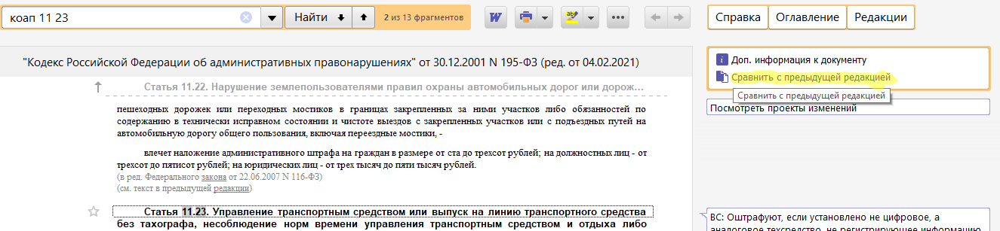 коап 11 23
Найти
2 из 13 фрагментов
W
aby
Справка
Оглавление
Редакции
"Кодекс Российской Федерации об административных правонарушениях" от 30.12.2001 N 195-ФЗ (ред. от 04.02.2021)
i Доп. информация к документу
Сравнить с предыдущей редакцией
Сравнить с предыдущей редакцией
Посмотреть проекты изменений
Статья 11.22. Нарушение землепользователями правил охраны автомобильных дорог или дорож...
пешеходных дорожек или переходных мостиков в границах закрепленных за ними участков либо обязанностей по
содержанию в технически исправном состоянии и чистоте выездов с закрепленных участков или с подъездных путей на
автомобильную дорогу общего пользования, включая переездные мостики, -
влечет наложение административного штрафа на граждан в размере от ста до трехсот рублей; на должностных лиц - от
трехсот до пятисот рублей; на юридических лиц - от трех тысяч до пяти тысяч рублей.
(в ред. Федерального закона от 22.06.2007 N 116-ФЗ)
(см. текст в предыдущей редакции)
Статья 11.23. Управление транспортным средством или выпуск на линию транспортного средства
без тахографа, несоблюдение норм времени управления транспортным средством и отдыха либо
ВС: Оштрафуют, если установлено не цифровое, а
аналоговое техсредство, не регистрирующее информацию